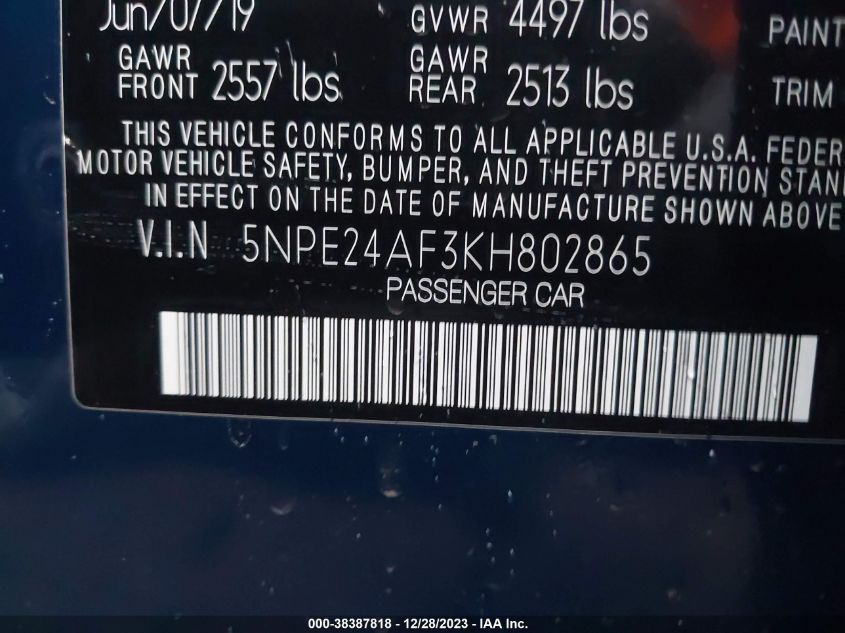 Jun/07/19 GVWR 4497 lbs PAINT
GAWR FRONT 2557 lbs GAWR REAR 2513 lbs TRIM
THIS VEHICLE CONFORMS TO ALL APPLICABLE U.S.A. FEDER
MOTOR VEHICLE SAFETY, BUMPER, AND THEFT PREVENTION STAN
IN EFFECT ON THE DATE OF MANUFACTURE SHOWN ABOVE
V.I.N 5NPE24AF3KH802865
PASSENGER CAR
000-38387818 - 12/28/2023 - IAA Inc.